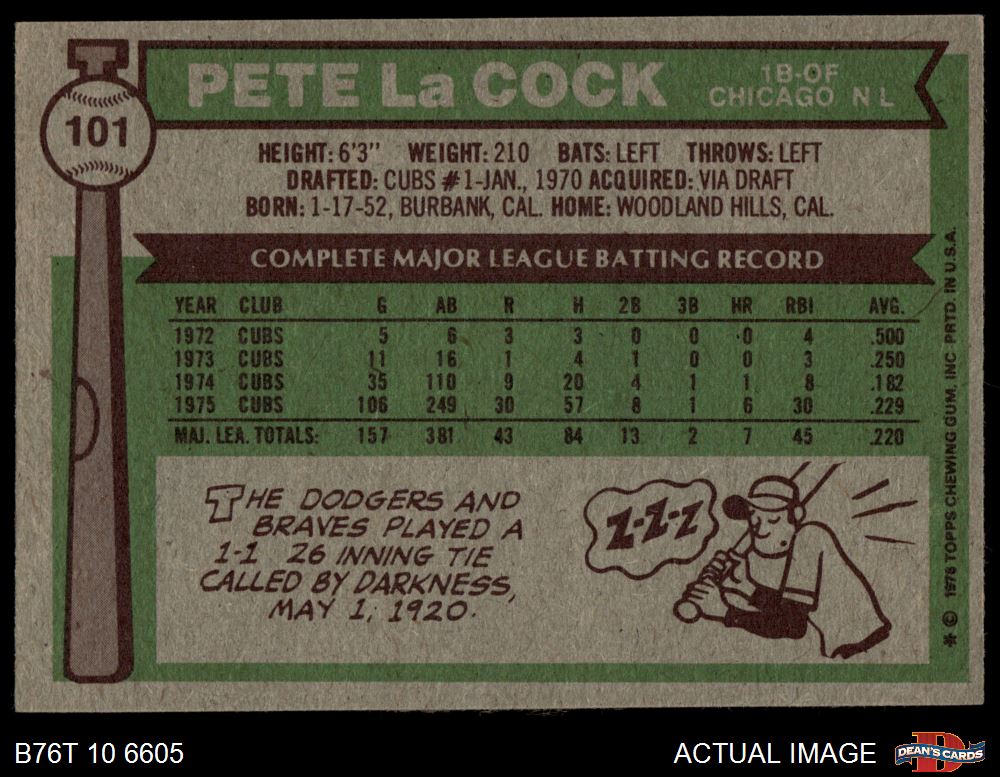 101
PETE La COCK
1B-OF
CHICAGO N L
HEIGHT: 6'3" WEIGHT: 210 BATS: LEFT THROWS: LEFT
DRAFTED: CUBS #1-JAN., 1970 ACQUIRED: VIA DRAFT
BORN: 1-17-52, BURBANK, CAL. HOME: WOODLAND HILLS, CAL.
COMPLETE MAJOR LEAGUE BATTING RECORD
YEAR CLUB G AB R H 2B 3B HR RBI AVG.
1972 CUBS 5 6 3 3 0 0 0 4 .500
1973 CUBS 11 16 1 4 1 0 0 3 .250
1974 CUBS 35 110 9 20 4 1 1 8 .182
1975 CUBS 106 249 30 57 8 1 6 30 .229
MAJ. LEA. TOTALS: 157 381 43 84 13 2 7 45 .220
THE DODGERS AND
BRAVES PLAYED A
1-1 26 INNING TIE
CALLED BY DARKNESS,
MAY 1, 1920.
Z-Z-Z
* © 1976 TOPPS CHEWING GUM, INC. PRTD. IN U.S.A.
B76T 10 6605
ACTUAL IMAGE
D
DEAN'S CARDS